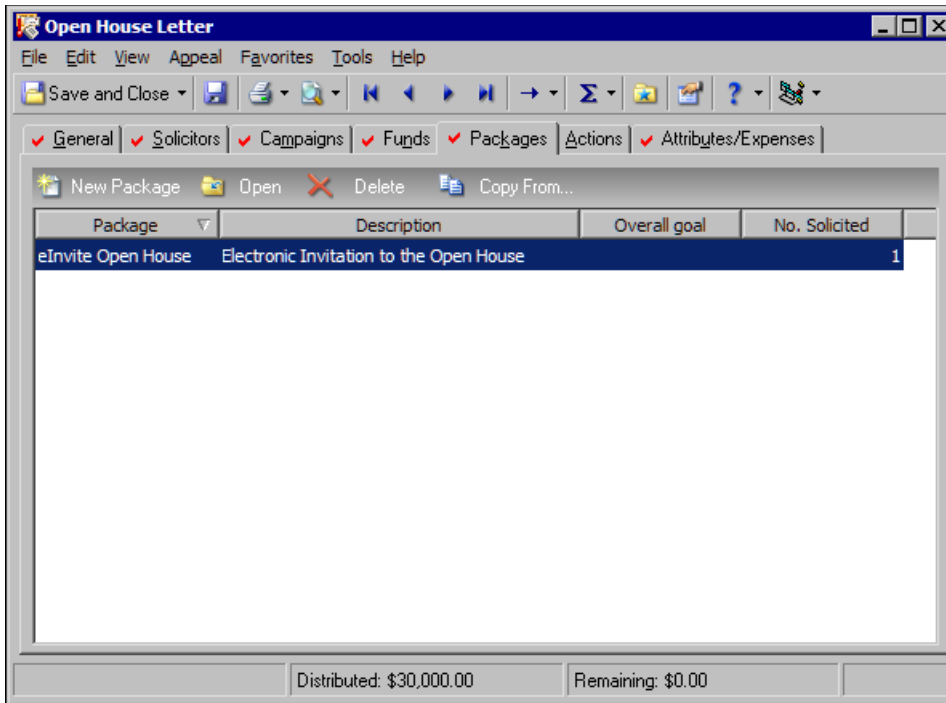 Open House Letter
File Edit View Appeal Favorites Tools Help
Save and Close
General Solicitors Campaigns Funds Packages Actions Attributes/Expenses
New Package Open Delete Copy From...
Package Description Overall goal No. Solicited
eInvite Open House Electronic Invitation to the Open House 1
Distributed: $30,000.00 Remaining: $0.00